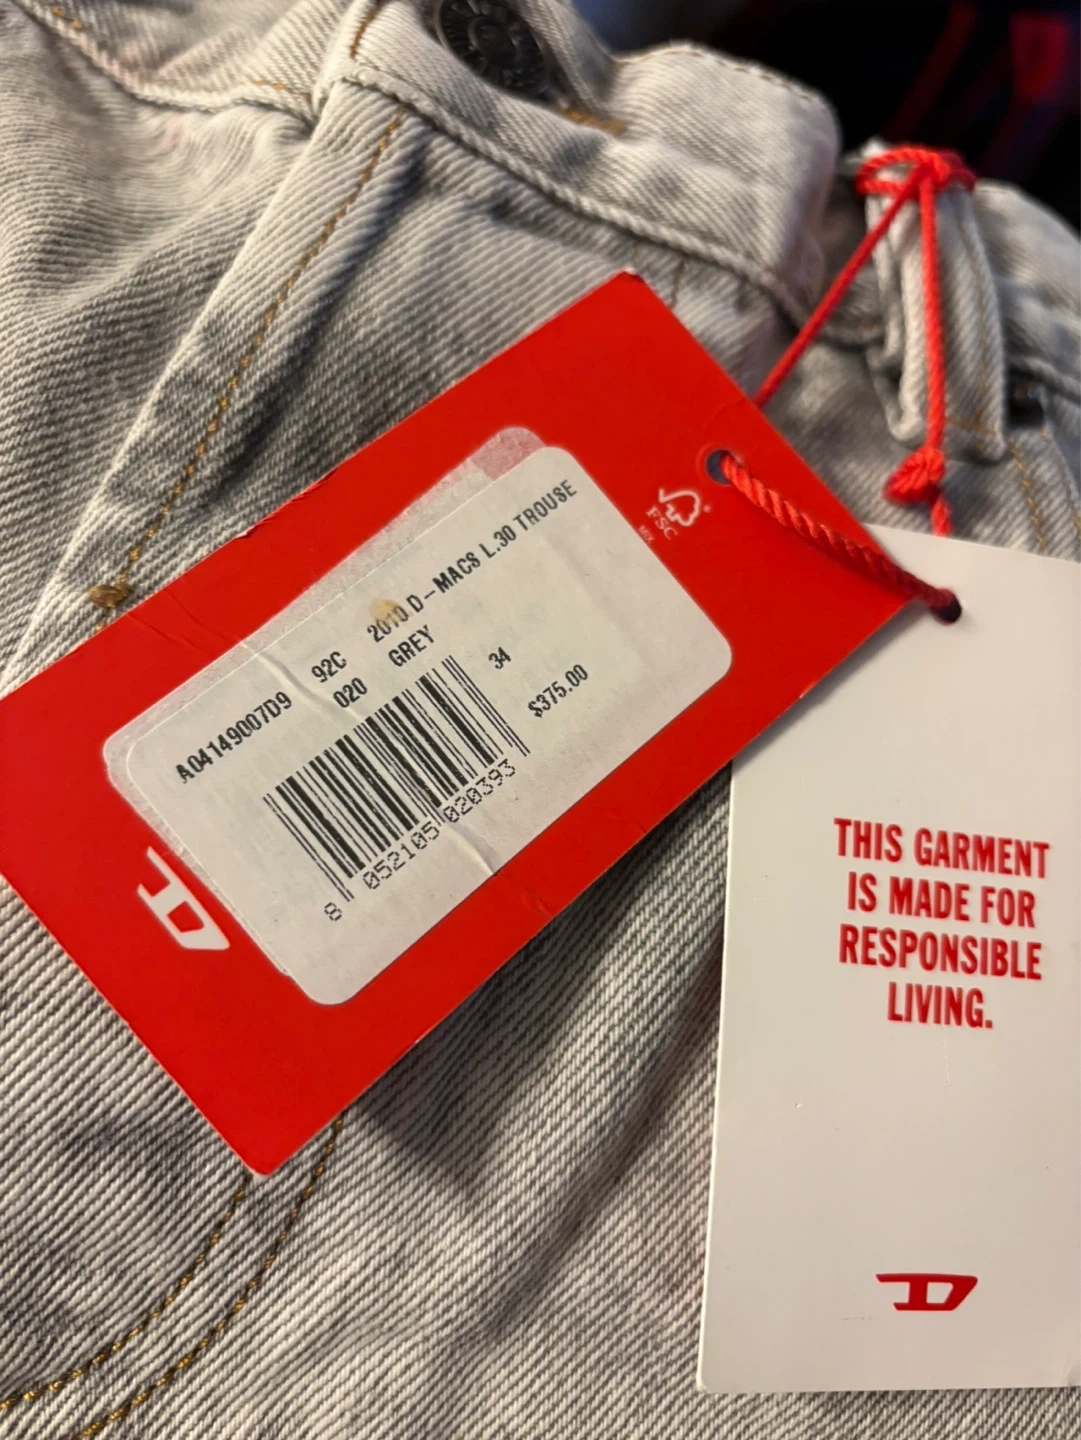 A04149007D9 92C 2010 D-MACS L.30 TROUSE
020 GREY
34
$375.00
8 052105 020393
FSC
MIX
THIS GARMENT
IS MADE FOR
RESPONSIBLE
LIVING.
D